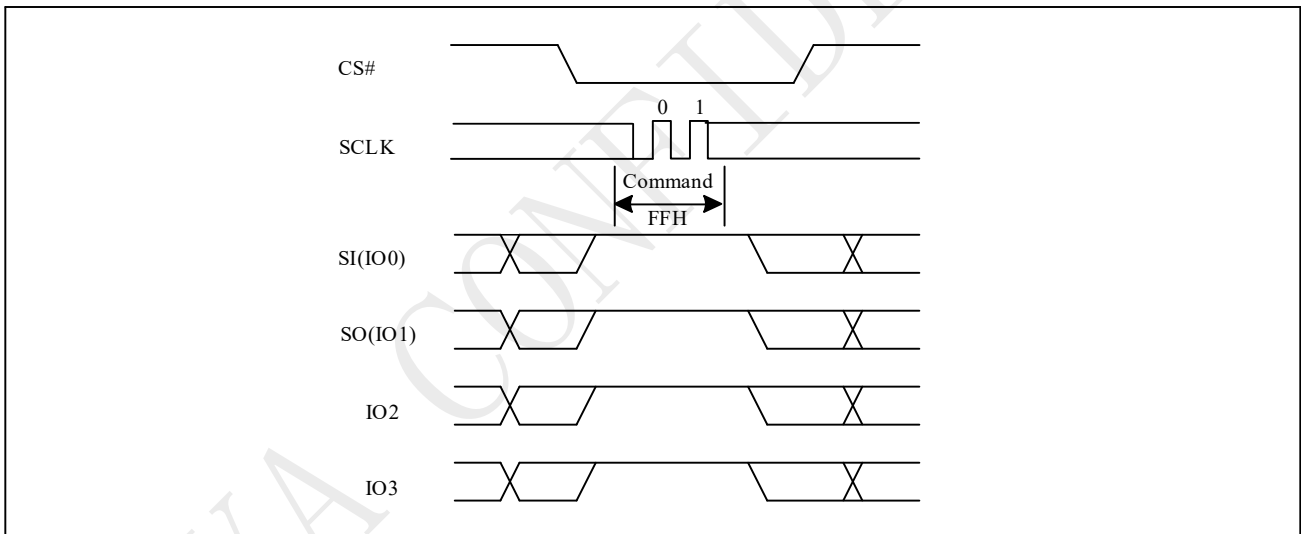 CS#
0 1
SCLK
Command
FFH
SI(IO0)
SO(IO1)
IO2
IO3